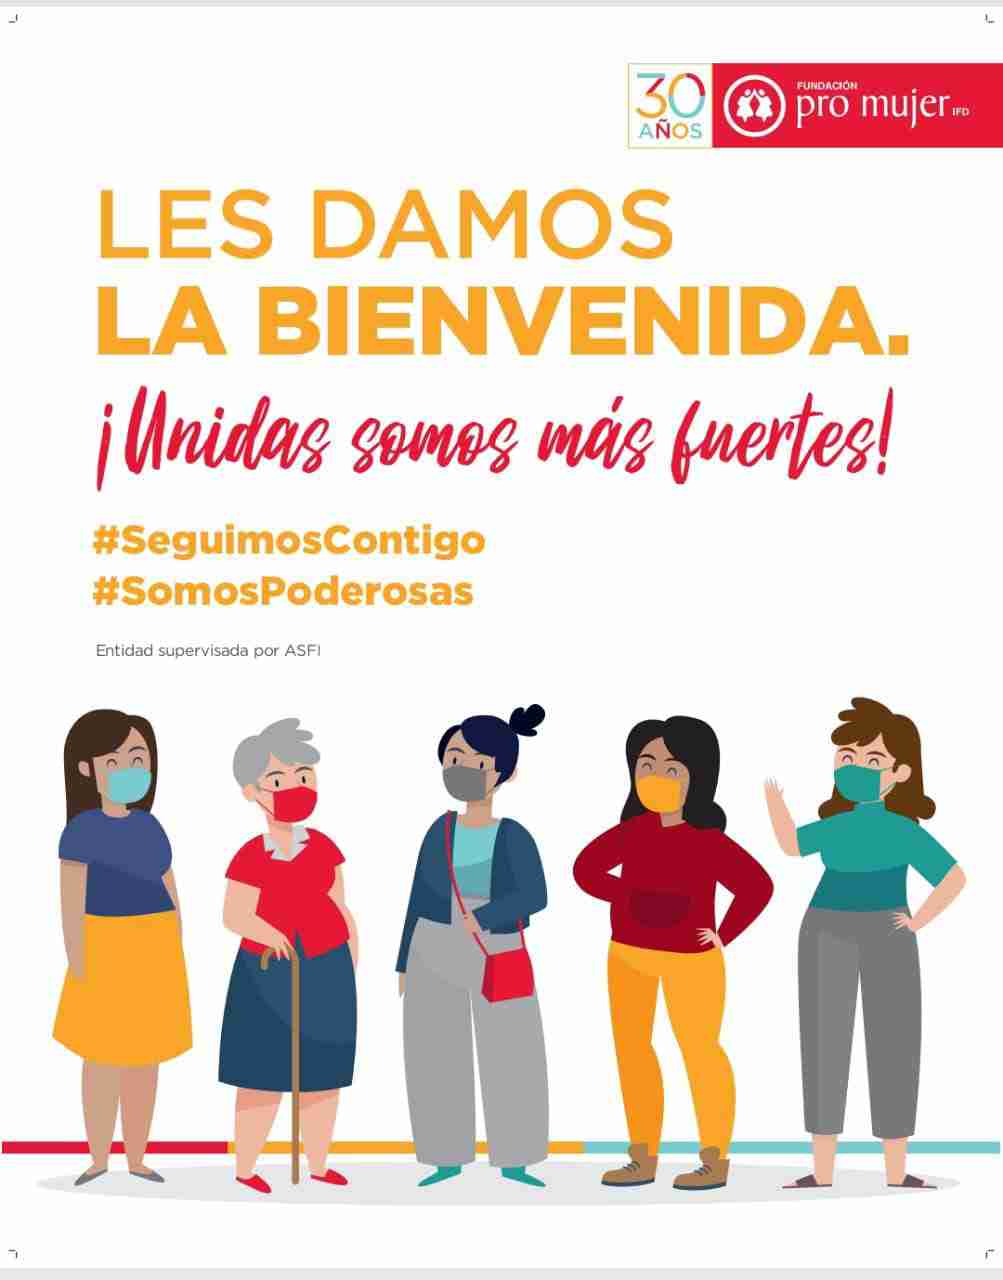 30
AÑOS
FUNDACIÓN
pro mujer IFD
LES DAMOS
LA BIENVENIDA.
¡Unidas somos más fuertes!
#SeguimosContigo
#SomosPoderosas
Entidad supervisada por ASFI